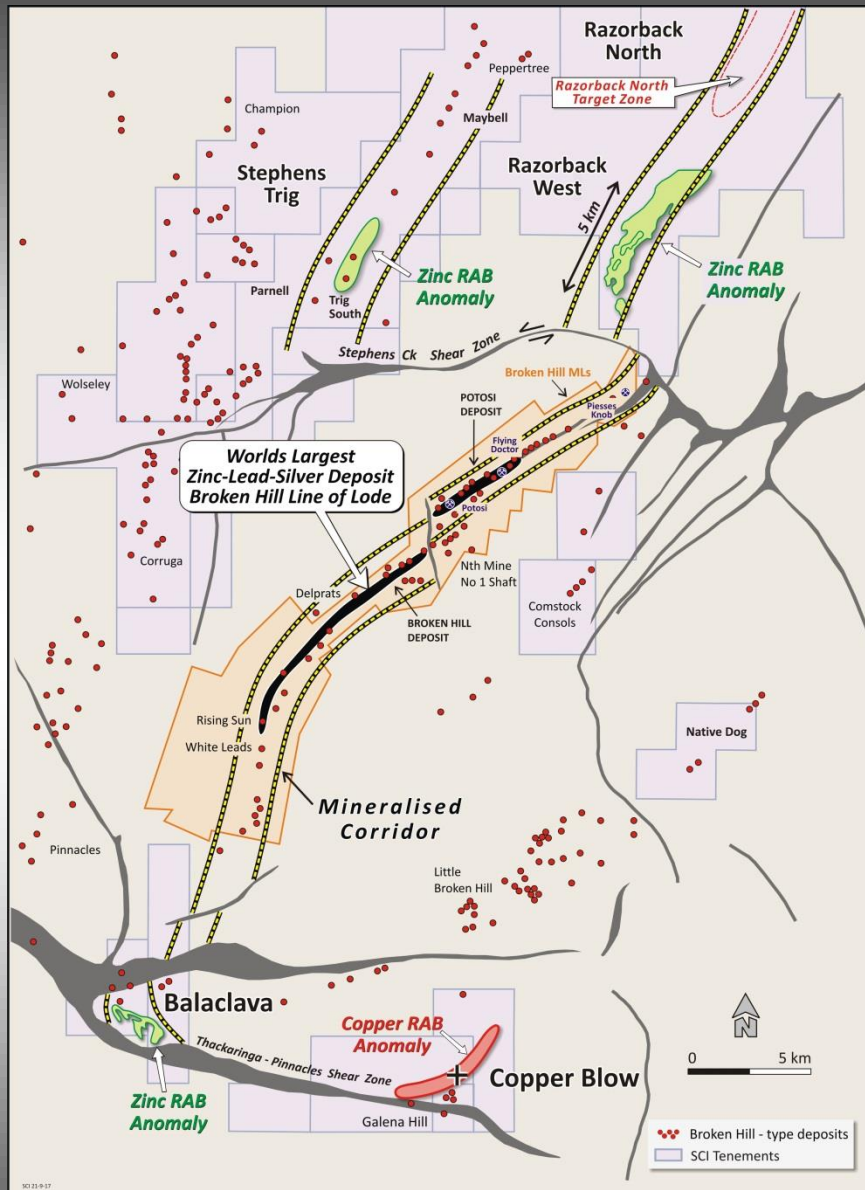 Razorback
North
Peppertree
Razorback North
Target Zone
Champion
Maybell
Stephens
Trig
Razorback
West
5 km
Zinc RAB
Anomaly
Zinc RAB
Anomaly
Parnell
Trig
South
Stephens Ck Shear Zone
Broken Hill MLs
Wolseley
POTOSI
DEPOSIT
Piesses
Knob
Flying
Doctor
Worlds Largest
Zinc-Lead-Silver Deposit
Broken Hill Line of Lode
Potosi
Corruga
Nth Mine
No 1 Shaft
Delprats
Comstock
Consols
BROKEN HILL
DEPOSIT
Rising Sun
White Leads
Native Dog
Mineralised
Corridor
Pinnacles
Little
Broken Hill
Balaclava
Copper RAB
Anomaly
N
0 5 km
Thackaringa - Pinnacles Shear Zone
Copper Blow
Zinc RAB
Anomaly
Galena Hill
Broken Hill - type deposits
SCI Tenements
SCI 21-9-17